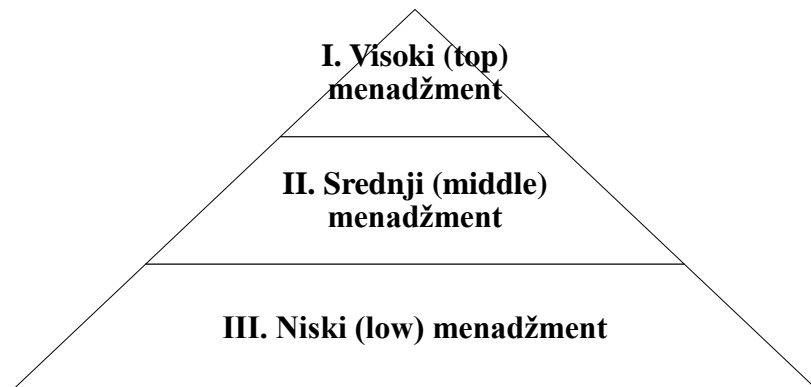 I. Visoki (top)
menadžment
II. Srednji (middle)
menadžment
III. Niski (low) menadžment